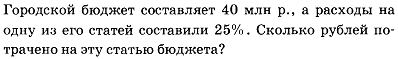 Городской бюджет составляет 40 млн р., а расходы на
одну из его статей составили 25%. Сколько рублей по-
трачено на эту статью бюджета?